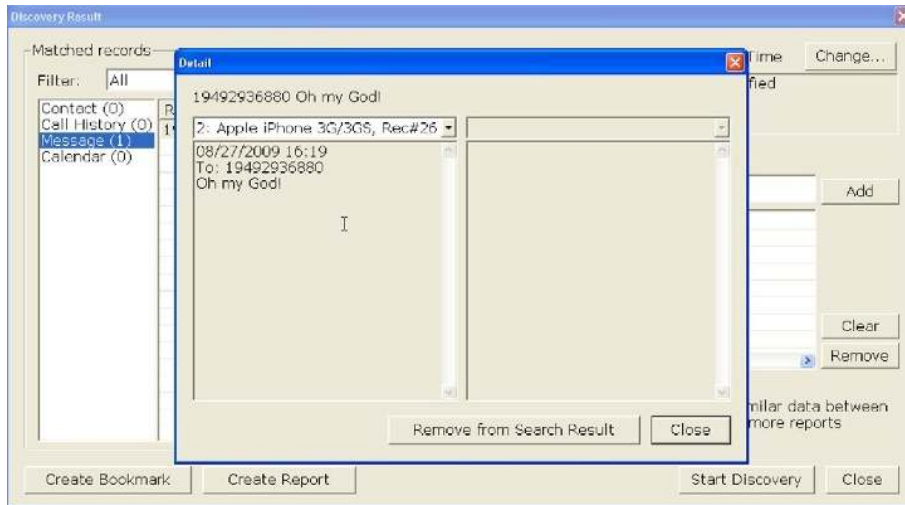 Discovery Result
Matched records
Filter: All
Contact (0)
Call History (0)
Message (1)
Calendar (0)
Detail
19492936880 Oh my God!
2: Apple iPhone 3G/3GS, Rec#26
08/27/2009 16:19
To: 19492936880
Oh my God!
Remove from Search Result
Close
Time
Change...
Add
Clear
Remove
data between
more reports
Create Bookmark
Create Report
Start Discovery
Close